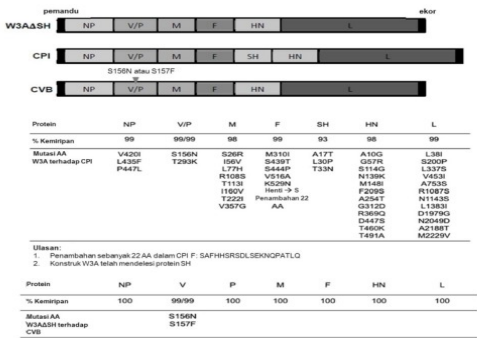 pemandu ekor
W3AΔSH NP V/P M F HN L
CPI NP V/P M F SH HN L
S156N atau S157F
CVB NP V/P M F HN L
Protein NP V/P M F SH HN L
% Kemiripan 99 99/99 98 99 93 98 99
Mutasi AA V420I S156N S26R M310I A17T A10G L38I
W3A terhadap CPI L435F T293K I56V S439T L30P G57R S200P
P447L L77H S444P T33N S114G L337S
R108S V516A N139K V453I
T113I K529N M148I A753S
I160V Henti → S F209S R1087S
T222I Penambahan 22 A254T N1143S
V357G AA G312D L1383I
R369Q D1979G
D447S N2049D
T460K A2188T
T491A M2229V
Ulasan:
1. Penambahan sebanyak 22 AA dalam CPI F: SAFHHSRSDLSEKNQPATLQ
2. Konstruk W3A telah mendelesi protein SH
Protein NP V P M F HN L
% Kemiripan 100 99/99 100 100 100 100 100
Mutasi AA S156N
W3AΔSH terhadap S157F
CVB